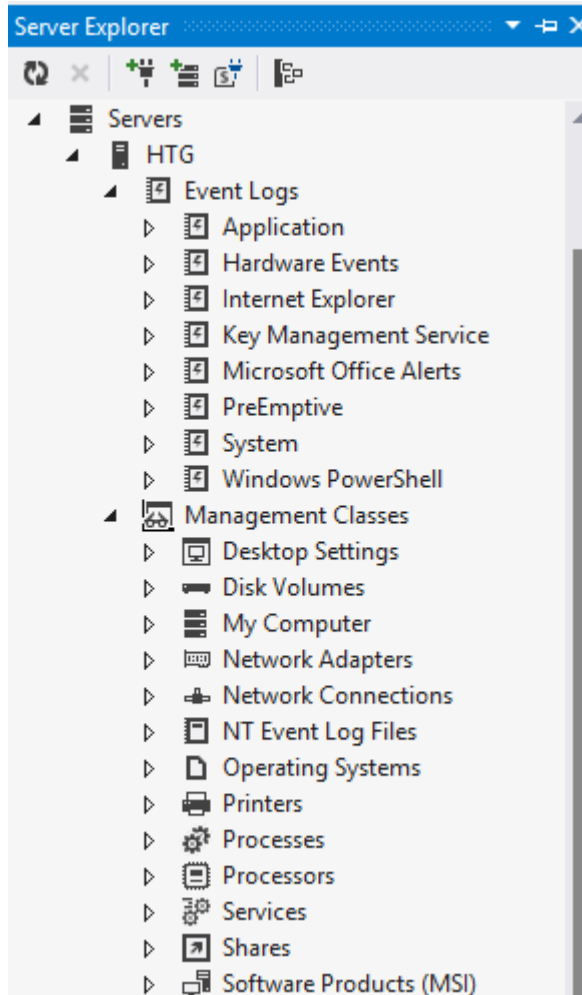 Server Explorer
Servers
HTG
Event Logs
Application
Hardware Events
Internet Explorer
Key Management Service
Microsoft Office Alerts
PreEmptive
System
Windows PowerShell
Management Classes
Desktop Settings
Disk Volumes
My Computer
Network Adapters
Network Connections
NT Event Log Files
Operating Systems
Printers
Processes
Processors
Services
Shares
Software Products (MSI)